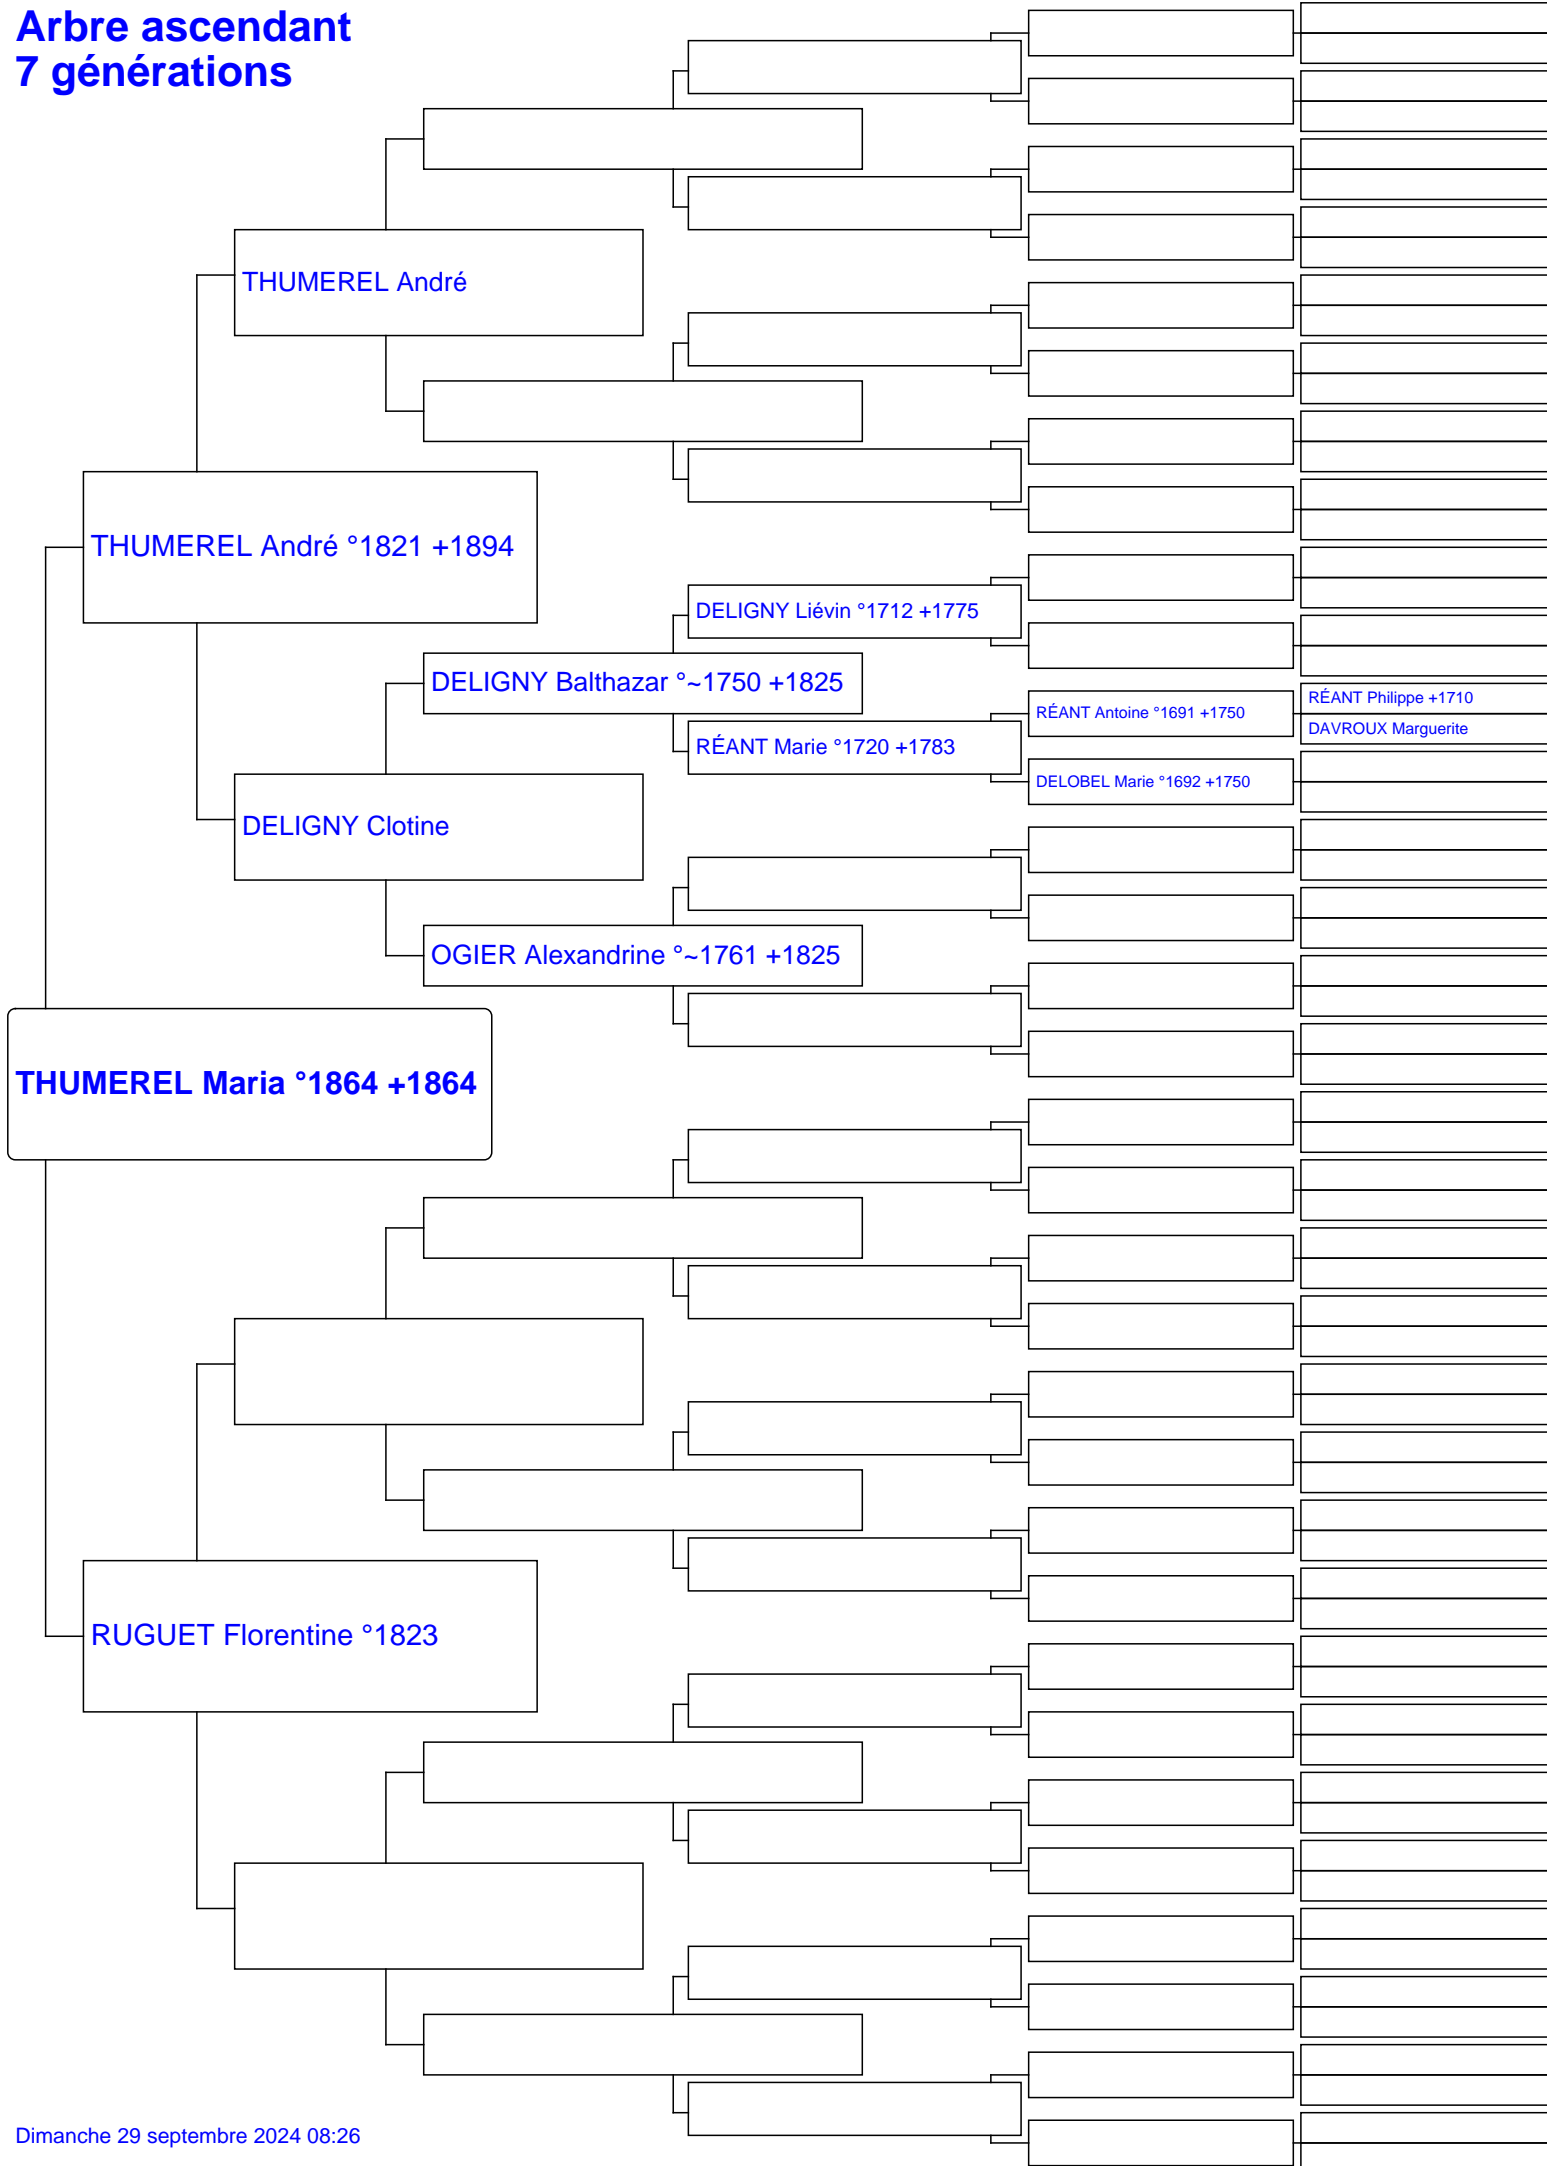 Arbre ascendant
7 générations
THUMEREL André
THUMEREL André °1821 +1894
DELIGNY Liévin °1712 +1775
DELIGNY Balthazar °~1750 +1825
RÉANT Philippe +1710
RÉANT Antoine °1691 +1750
DAVROUX Marguerite
RÉANT Marie °1720 +1783
DELOBEL Marie °1692 +1750
DELIGNY Clotine
OGIER Alexandrine °~1761 +1825
THUMEREL Maria °1864 +1864
RUGUET Florentine °1823
Dimanche 29 septembre 2024 08:26